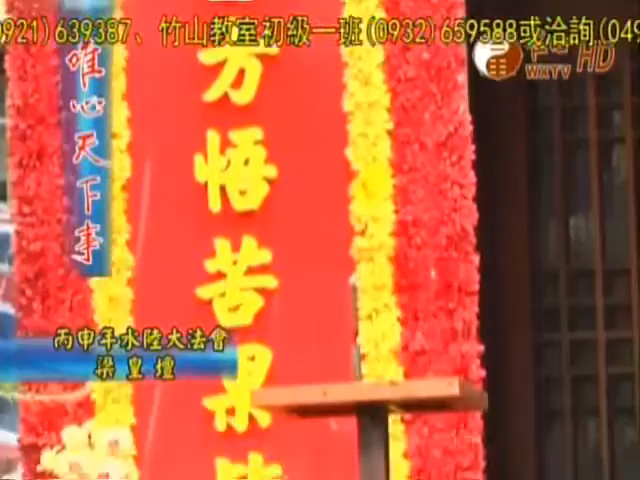 0921)639387、竹山教室初級一班(0932)659588或洽詢(049
唯心天下事
WXTV HD
方悟苦果
丙申年水陸大法會
梁皇壇